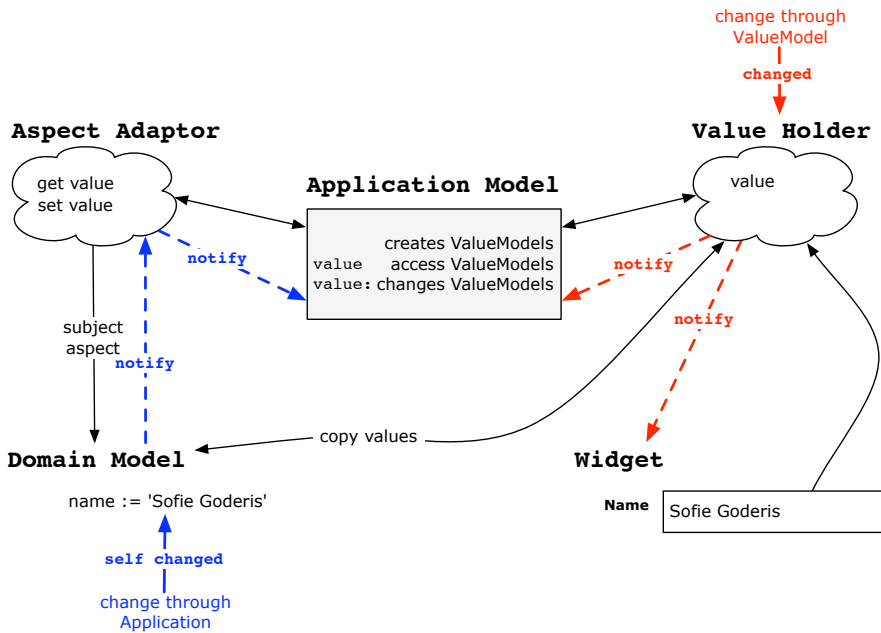 change through
ValueModel
changed
Aspect Adaptor
Value Holder
get value
set value
value
Application Model
creates ValueModels
value access ValueModels
value: changes ValueModels
notify
notify
notify
subject
aspect
notify
copy values
Domain Model
Widget
name := 'Sofie Goderis'
Name
Sofie Goderis
self changed
change through
Application